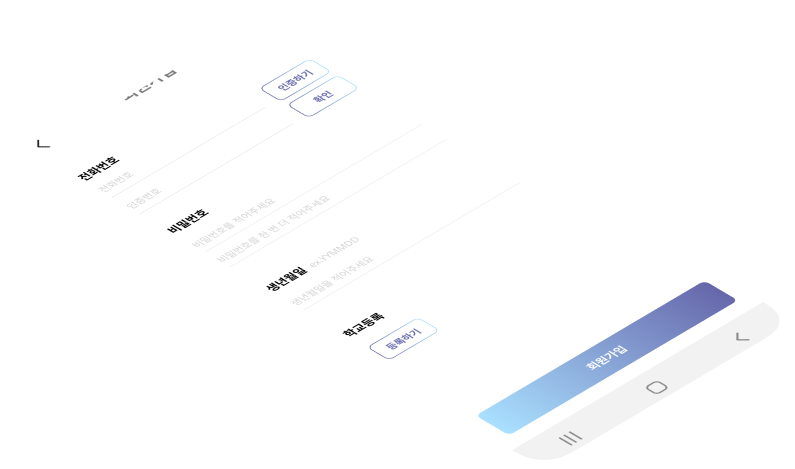 인증하기
확인
전화번호
전화번호
인증번호
비밀번호
비밀번호를 적어주세요
비밀번호를 한 번 더 적어주세요
생년월일 ex.YYMMDD
생년월일을 적어주세요
학교등록
등록하기
회원가입